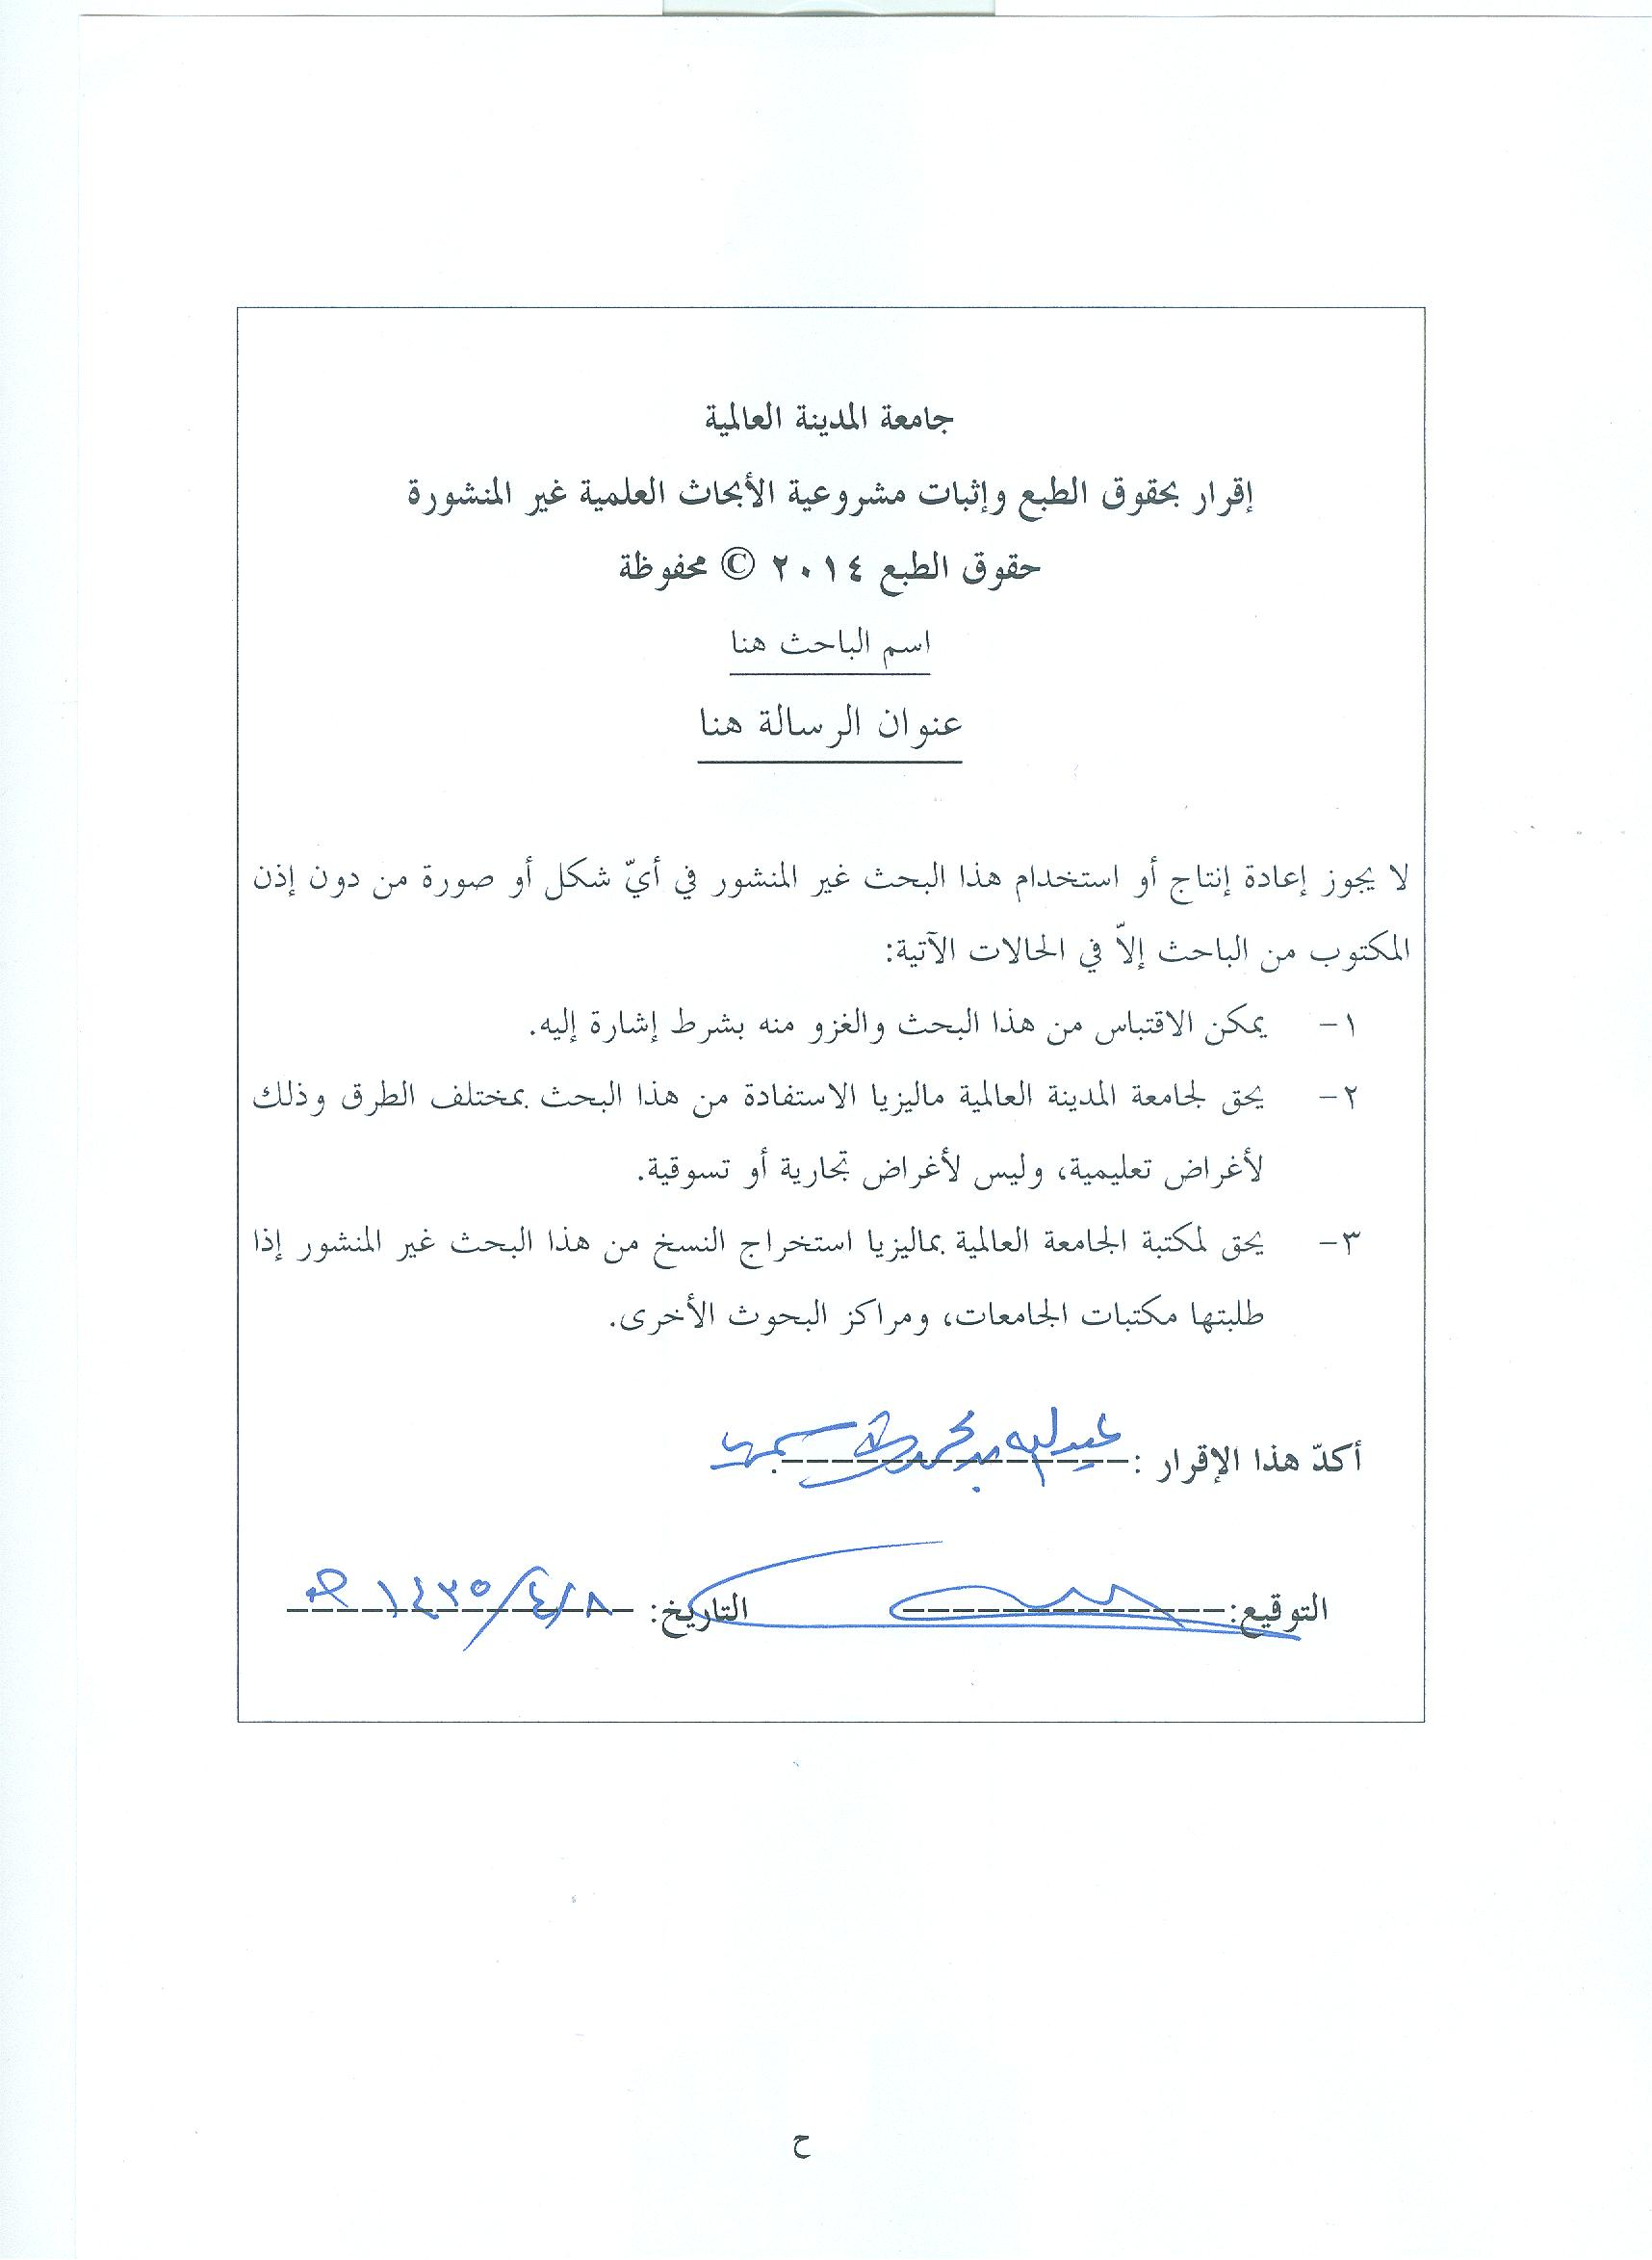 جامعة المدينة العالمية
إقرار بحقوق الطبع وإثبات مشروعية الأبحاث العلمية غير المنشورة
حقوق الطبع ٢٠١٤ © محفوظة
اسم الباحث هنا
عنوان الرسالة هنا
لا يجوز إعادة إنتاج أو استخدام هذا البحث غير المنشور في أيّ شكل أو صورة من دون إذن
المكتوب من الباحث إلاّ في الحالات الآتية:
١- يمكن الاقتباس من هذا البحث والغزو منه بشرط إشارة إليه.
٢- يحق لجامعة المدينة العالمية ماليزيا الاستفادة من هذا البحث بمختلف الطرق وذلك
لأغراض تعليمية، وليس لأغراض تجارية أو تسوقية.
٣- يحق لمكتبة الجامعة العالمية بماليزيا استخراج النسخ من هذا البحث غير المنشور إذا
طلبتها مكتبات الجامعات، ومراكز البحوث الأخرى.
أكدّ هذا الإقرار :
التوقيع: التاريخ: ٨/٤/١٤٣٥هـ
ح